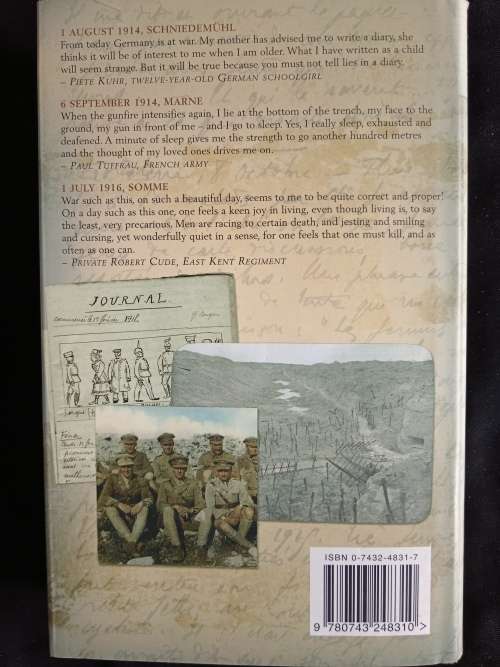 1 AUGUST 1914, SCHNIEDEMÜHL
From today Germany is at war. My mother has advised me to write a diary, she
thinks it will be of interest to me when I am older. What I have written as a child
will seem strange. But it will be true because you must not tell lies in a diary.
– PIETE KUHR, TWELVE-YEAR-OLD GERMAN SCHOOLGIRL
6 SEPTEMBER 1914, MARNE
When the gunfire intensifies again, I lie at the bottom of the trench, my face to the
ground, my gun in front of me – and I go to sleep. Yes, I really sleep, exhausted and
deafened. A minute of sleep gives me the strength to go another hundred metres
and the thought of my loved ones drives me on.
– PAUL TUFFRAU, FRENCH ARMY
1 JULY 1916, SOMME
War such as this, on such a beautiful day, seems to me to be quite correct and proper!
On a day such as this one, one feels a keen joy in living, even though living is, to say
the least, very precarious. Men are racing to certain death, and jesting and smiling
and cursing, yet wonderfully quiet in a sense, for one feels that one must kill, and as
often as one can.
– PRIVATE ROBERT CUDE, EAST KENT REGIMENT
JOURNAL
ISBN 0-7432-4831-7
9 780743 248310 >